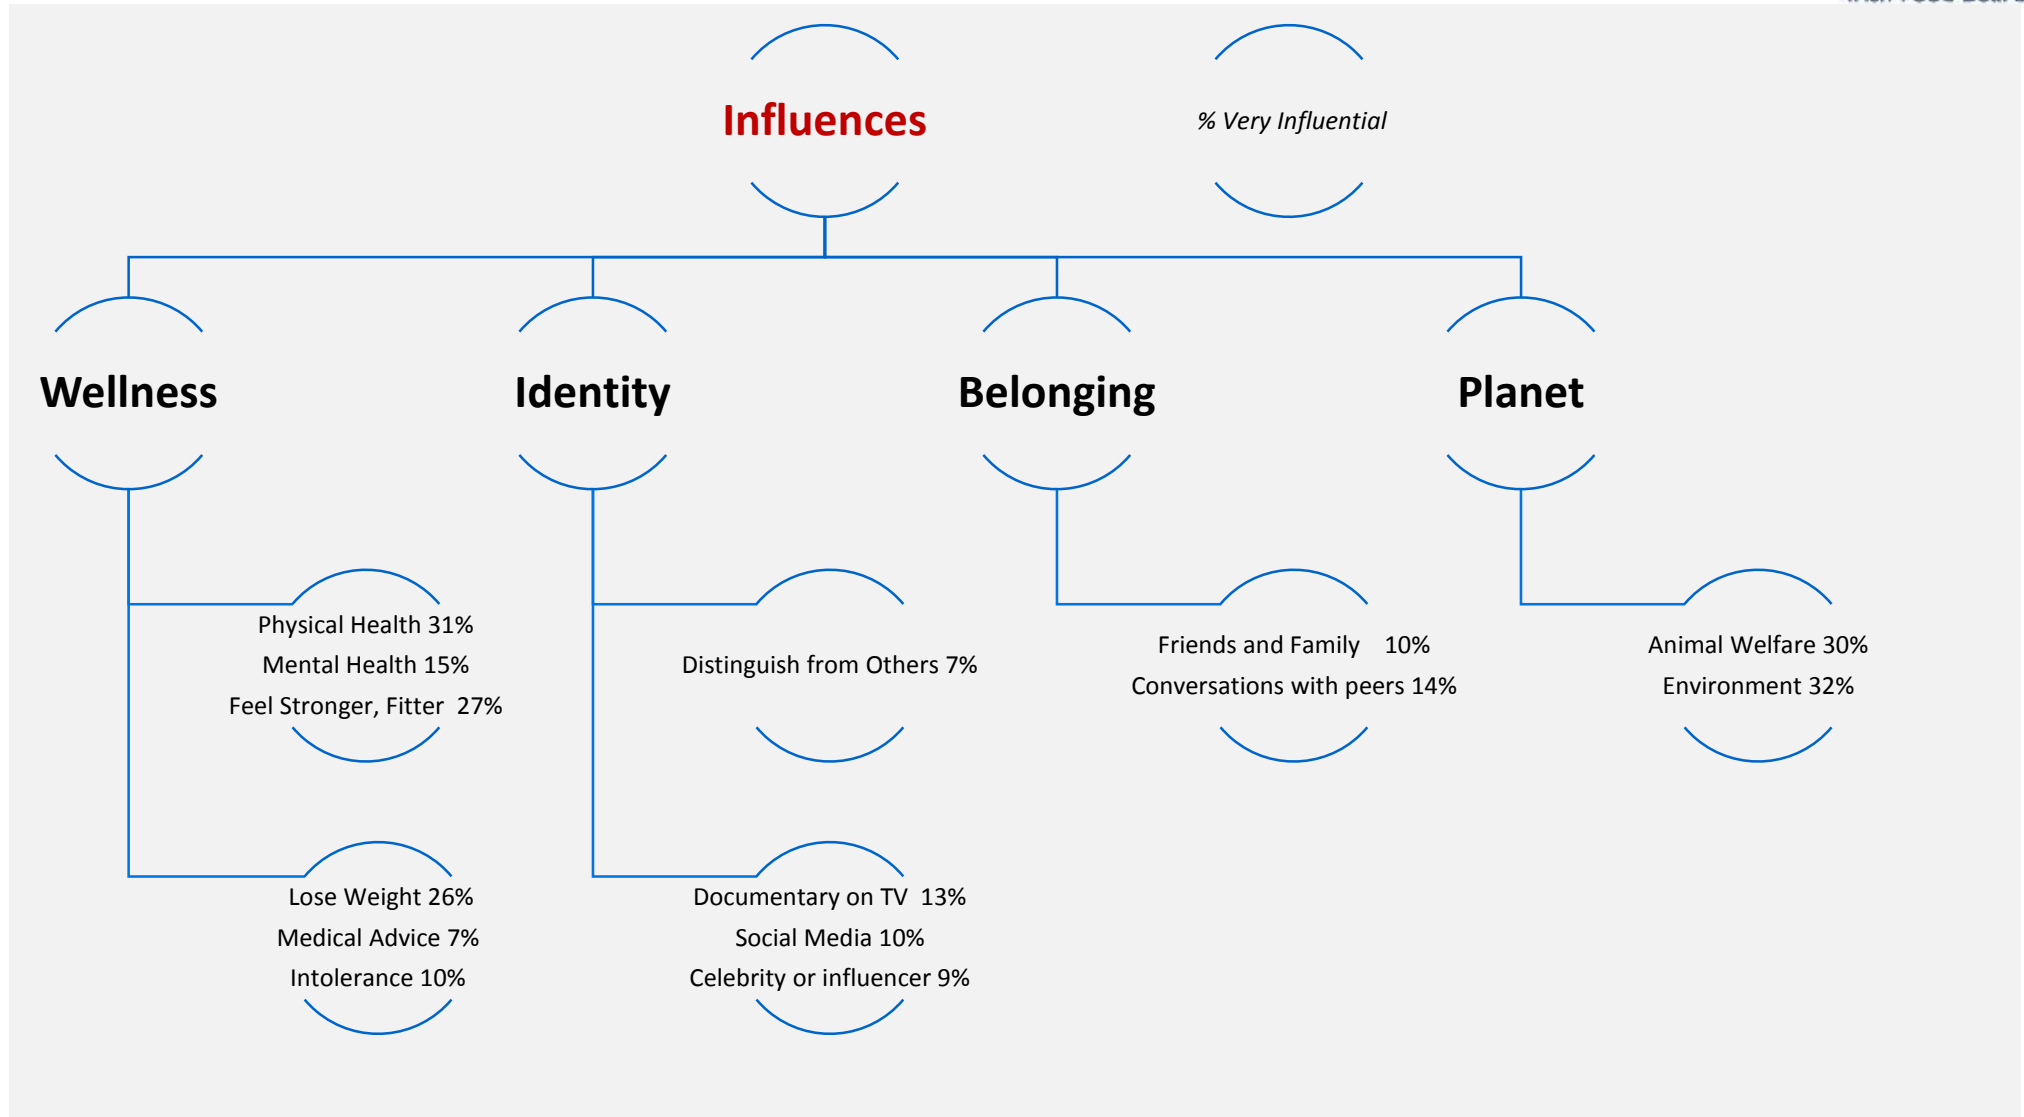 Influences
% Very Influential
Wellness
Identity
Belonging
Planet
Physical Health 31%
Mental Health 15%
Feel Stronger, Fitter 27%
Distinguish from Others 7%
Friends and Family 10%
Conversations with peers 14%
Animal Welfare 30%
Environment 32%
Lose Weight 26%
Medical Advice 7%
Intolerance 10%
Documentary on TV 13%
Social Media 10%
Celebrity or influencer 9%